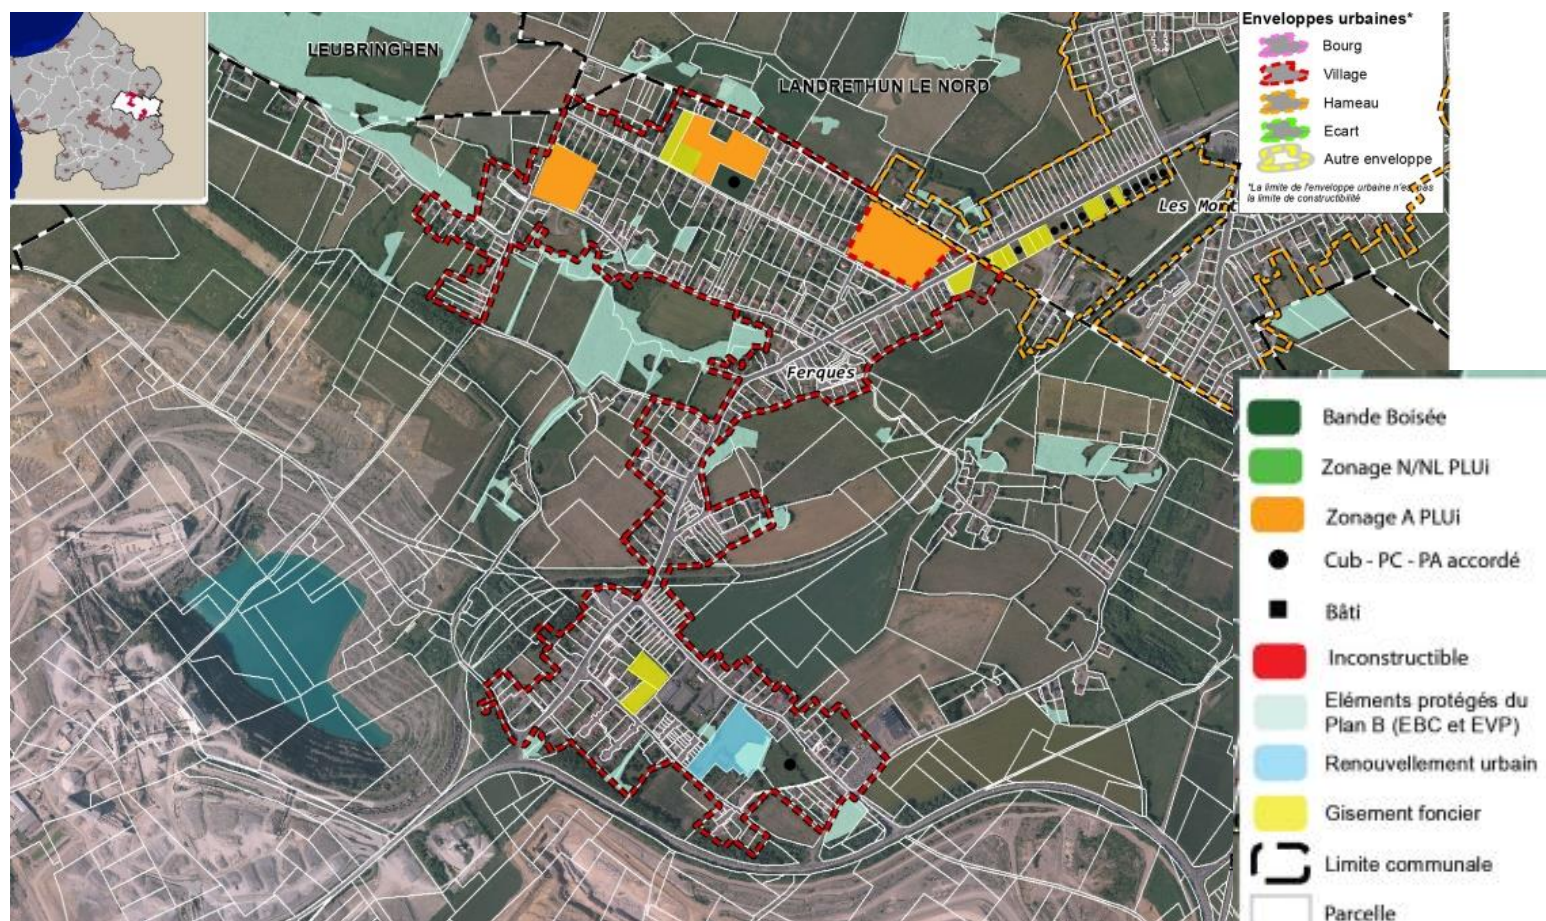 LEUBRINGHEN
LANDRETHUN LE NORD
Les Mont
Ferques
Enveloppes urbaines*
Bourg
Village
Hameau
Ecart
Autre enveloppe
*La limite de l'enveloppe urbaine n'est pas
la limite de constructibilité
Bande Boisée
Zonage N/NL PLUi
Zonage A PLUi
Cub - PC - PA accordé
Bâti
Inconstructible
Eléments protégés du
Plan B (EBC et EVP)
Renouvellement urbain
Gisement foncier
Limite communale
Parcelle